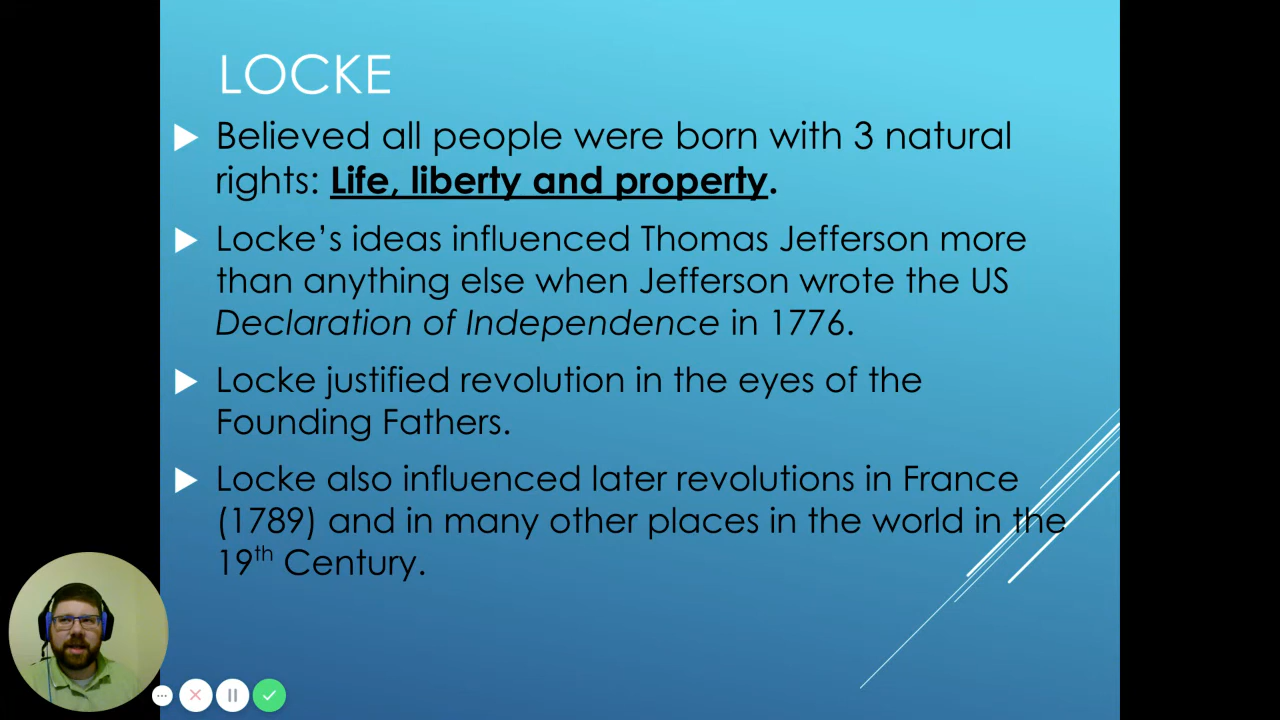 LOCKE
Believed all people were born with 3 natural
rights: Life, liberty and property.
Locke’s ideas influenced Thomas Jefferson more
than anything else when Jefferson wrote the US
Declaration of Independence in 1776.
Locke justified revolution in the eyes of the
Founding Fathers.
Locke also influenced later revolutions in France
(1789) and in many other places in the world in the
19th Century.